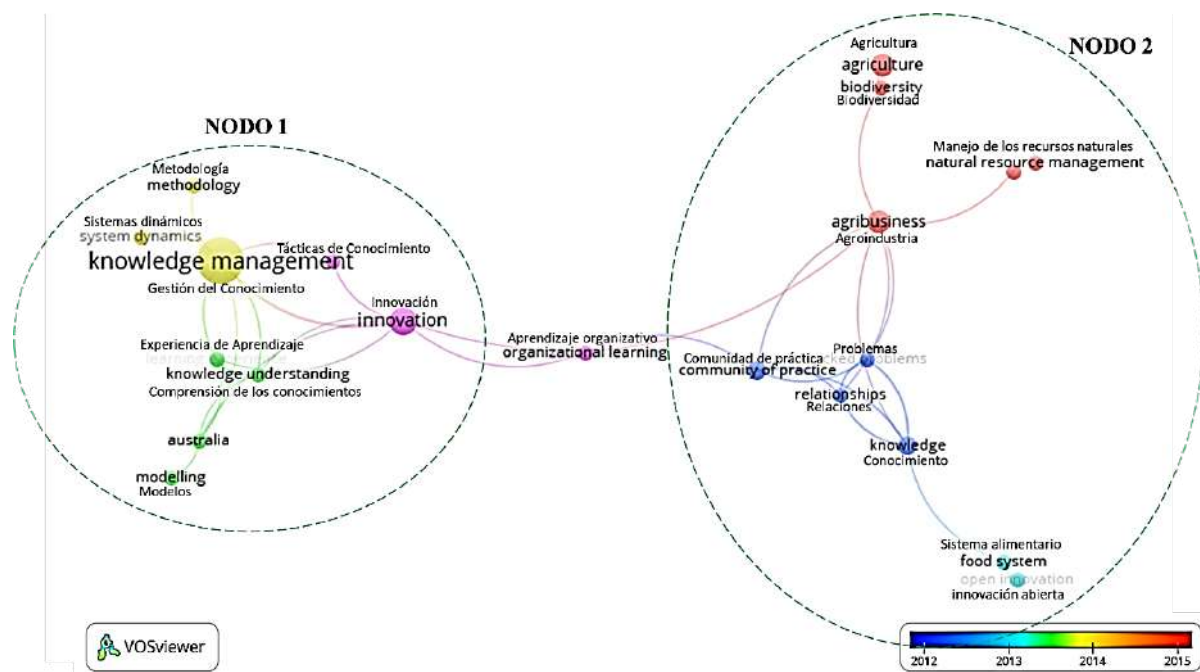 NODO 1
Metodología
methodology
Sistemas dinámicos
system dynamics
Tácticas de Conocimiento
knowledge management
Gestión del Conocimiento
Innovación
innovation
Experiencia de Aprendizaje
learning experience
knowledge understanding
Comprensión de los conocimientos
australia
modelling
Modelos
Aprendizaje organizativo
organizational learning
NODO 2
Agricultura
agriculture
biodiversity
Biodiversidad
Manejo de los recursos naturales
natural resource management
agribusiness
Agroindustria
Problemas
problems
Comunidad de práctica
community of practice
relationships
Relaciones
knowledge
Conocimiento
Sistema alimentario
food system
open innovation
innovación abierta
VOSviewer
2012 2013 2014 2015